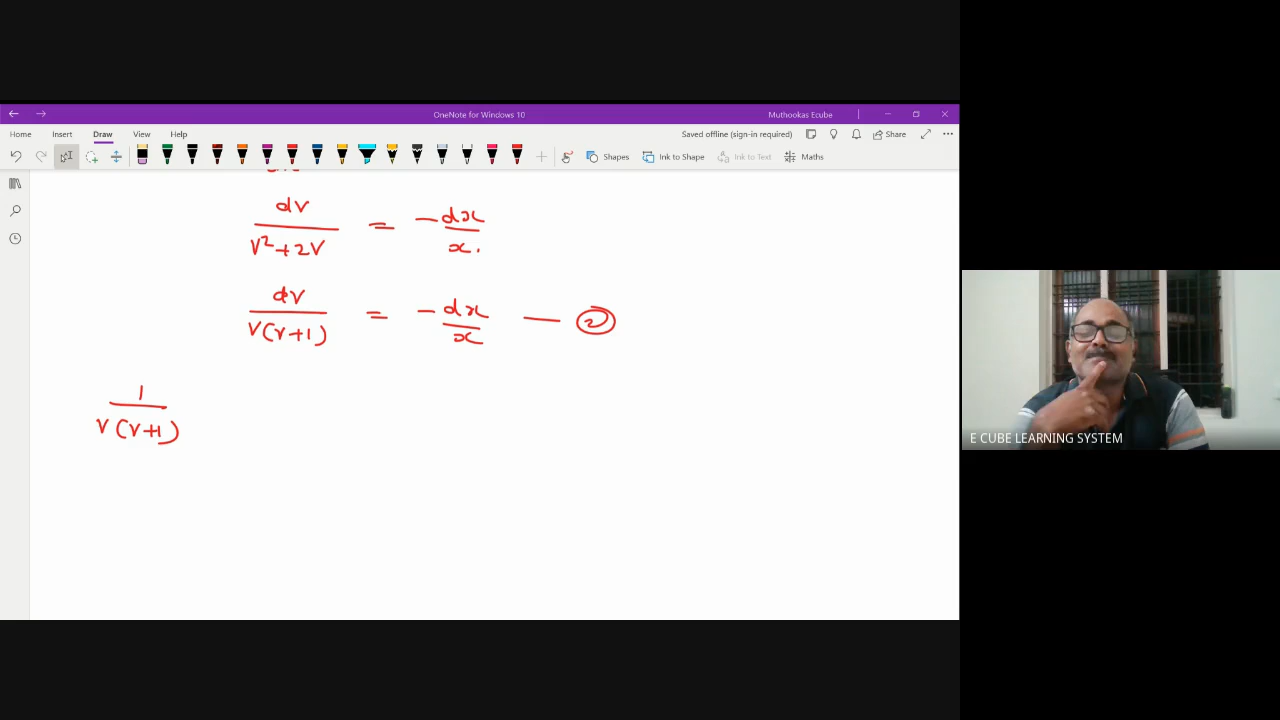 OneNote for Windows 10
Muthookas Ecube
Home Insert Draw View Help
Saved offline (sign-in required) Share
Shapes Ink to Shape Ink to Text Maths
dv/(v²+2v) = -dx/x.
dv/(v(v+1)) = -dx/x — ②
1/(v(v+1))
E CUBE LEARNING SYSTEM